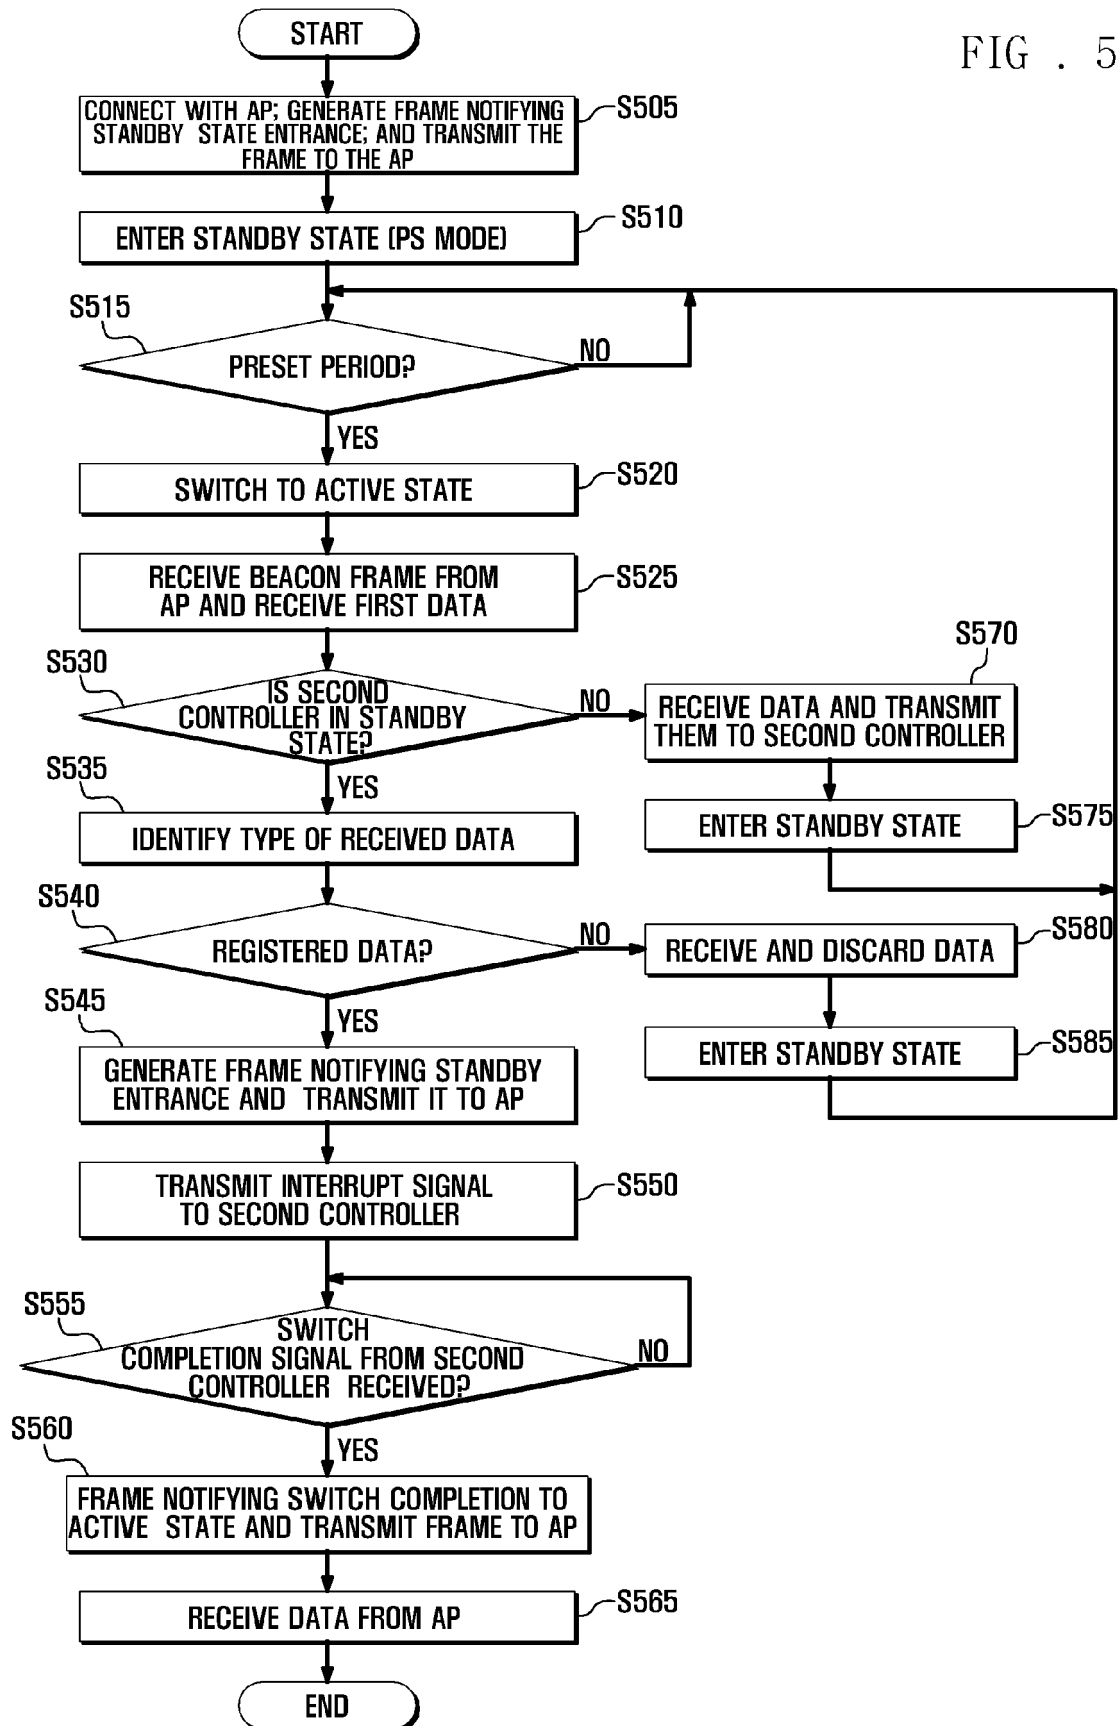 START
FIG . 5
CONNECT WITH AP; GENERATE FRAME NOTIFYING
STANDBY STATE ENTRANCE; AND TRANSMIT THE
FRAME TO THE AP
S505
ENTER STANDBY STATE (PS MODE)
S510
S515
PRESET PERIOD?
NO
YES
SWITCH TO ACTIVE STATE
S520
RECEIVE BEACON FRAME FROM
AP AND RECEIVE FIRST DATA
S525
S530
IS SECOND
CONTROLLER IN STANDBY
STATE?
NO
YES
S570
RECEIVE DATA AND TRANSMIT
THEM TO SECOND CONTROLLER
S535
IDENTIFY TYPE OF RECEIVED DATA
ENTER STANDBY STATE
S575
S540
REGISTERED DATA?
NO
YES
RECEIVE AND DISCARD DATA
S580
S545
GENERATE FRAME NOTIFYING STANDBY
ENTRANCE AND TRANSMIT IT TO AP
ENTER STANDBY STATE
S585
TRANSMIT INTERRUPT SIGNAL
TO SECOND CONTROLLER
S550
S555
SWITCH
COMPLETION SIGNAL FROM SECOND
CONTROLLER RECEIVED?
NO
YES
S560
FRAME NOTIFYING SWITCH COMPLETION TO
ACTIVE STATE AND TRANSMIT FRAME TO AP
RECEIVE DATA FROM AP
S565
END